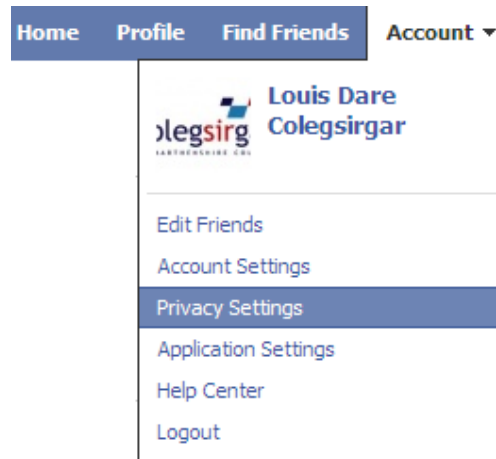 Home Profile Find Friends Account
Louis Dare
Colegsirgar
olegsirg
Edit Friends
Account Settings
Privacy Settings
Application Settings
Help Center
Logout